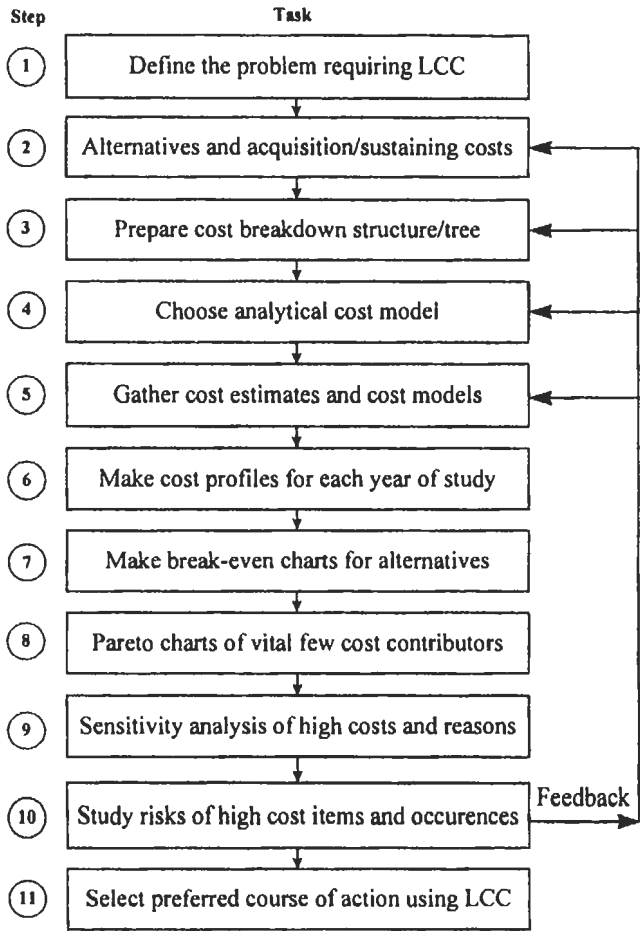 Step Task
1 Define the problem requiring LCC
2 Alternatives and acquisition/sustaining costs
3 Prepare cost breakdown structure/tree
4 Choose analytical cost model
5 Gather cost estimates and cost models
6 Make cost profiles for each year of study
7 Make break-even charts for alternatives
8 Pareto charts of vital few cost contributors
9 Sensitivity analysis of high costs and reasons
Feedback
10 Study risks of high cost items and occurences
11 Select preferred course of action using LCC